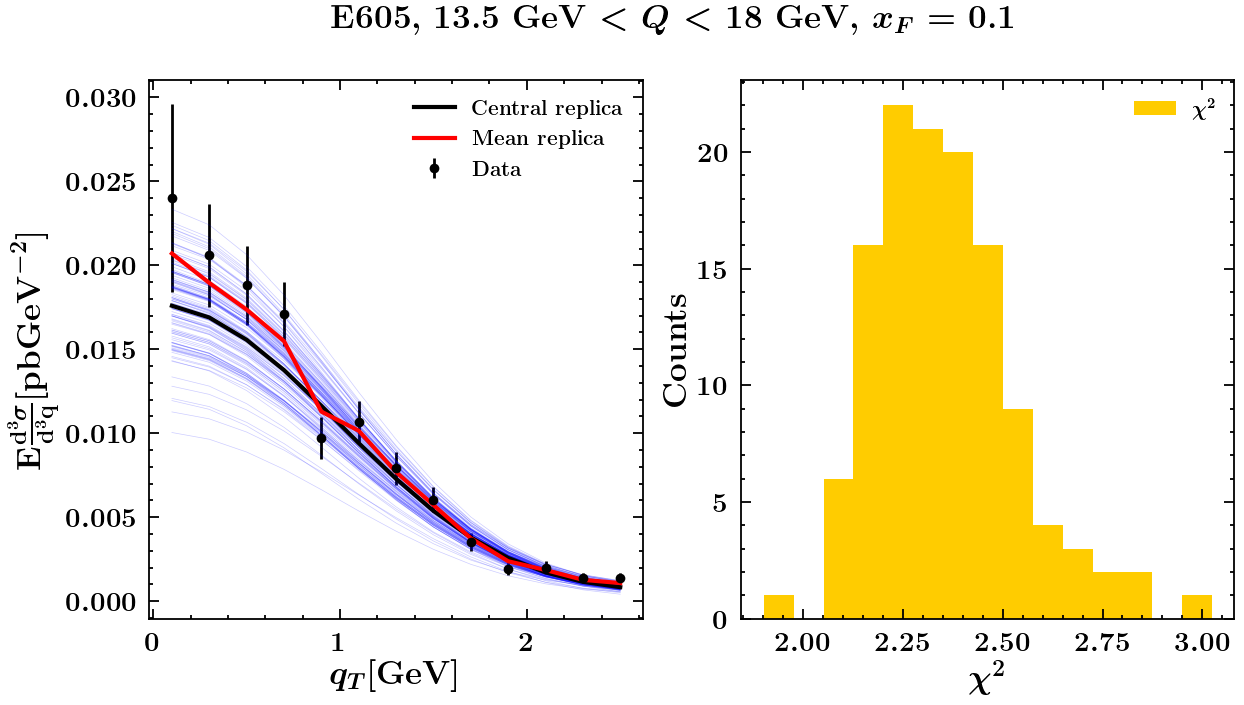 E605, 13.5 GeV < Q < 18 GeV, x_F = 0.1
E d³σ/d³q [pbGeV⁻²]
0.030
0.025
0.020
0.015
0.010
0.005
0.000
Central replica
Mean replica
Data
0
1
2
q_T[GeV]
Counts
20
15
10
5
0
χ²
2.00
2.25
2.50
2.75
3.00
χ²